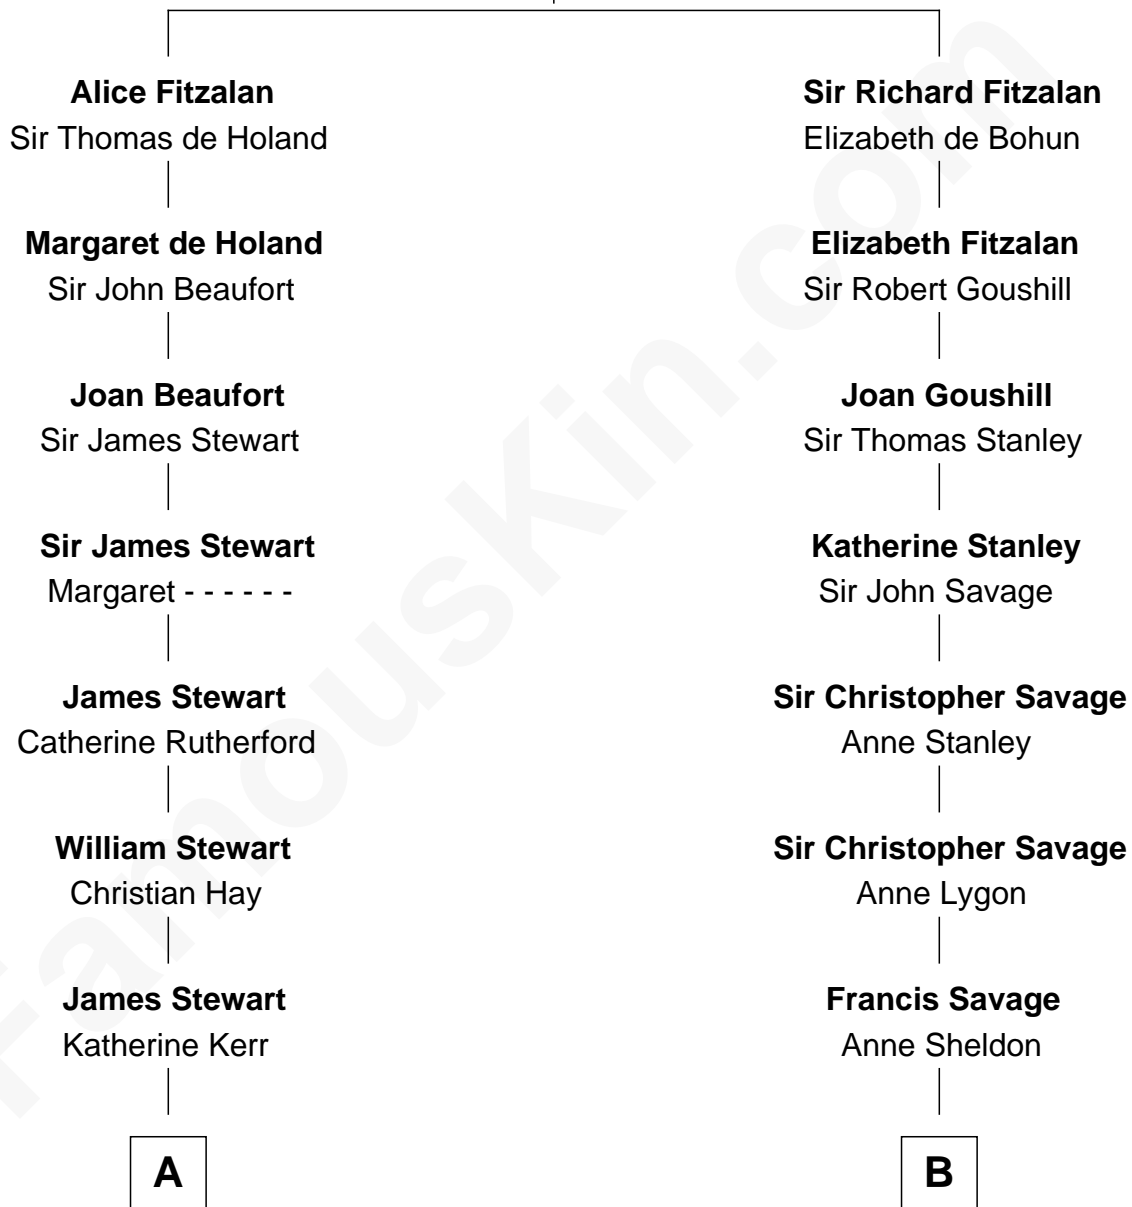 Alice Fitzalan
Sir Thomas de Holand
Margaret de Holand
Sir John Beaufort
Joan Beaufort
Sir James Stewart
Sir James Stewart
Margaret - - - - - -
James Stewart
Catherine Rutherford
William Stewart
Christian Hay
James Stewart
Katherine Kerr
A
Sir Richard Fitzalan
Elizabeth de Bohun
Elizabeth Fitzalan
Sir Robert Goushill
Joan Goushill
Sir Thomas Stanley
Katherine Stanley
Sir John Savage
Sir Christopher Savage
Anne Stanley
Sir Christopher Savage
Anne Lygon
Francis Savage
Anne Sheldon
B
FamousKin.com